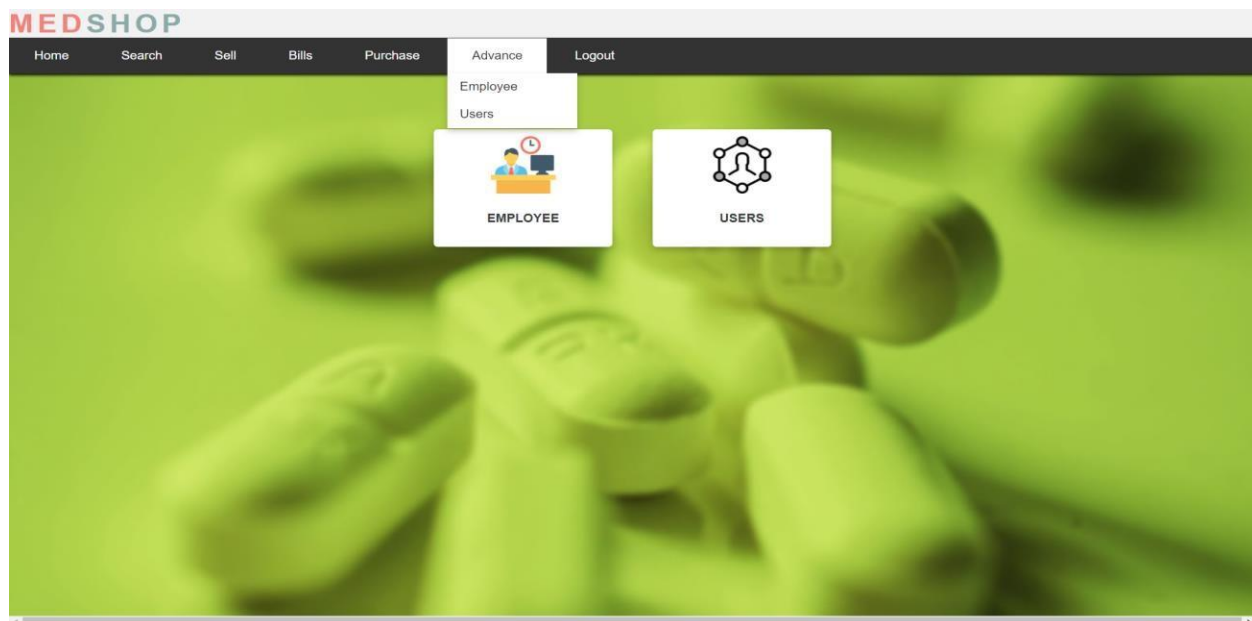 MEDSHOP
Home Search Sell Bills Purchase Advance Logout
Employee
Users
EMPLOYEE USERS